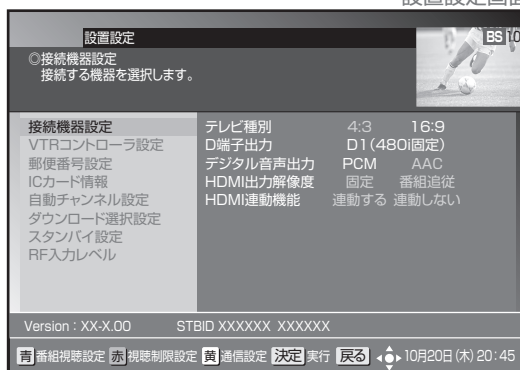 設置設定画面
設置設定
BS 10
◎接続機器設定
接続する機器を選択します。
接続機器設定
VTRコントローラ設定
郵便番号設定
ICカード情報
自動チャンネル設定
ダウンロード選択設定
スタンバイ設定
RF入力レベル
テレビ種別 4:3 16:9
D端子出力 D1(480i固定)
デジタル音声出力 PCM AAC
HDMI出力解像度 固定 番組追従
HDMI連動機能 連動する 連動しない
Version : XX-X.00 STBID XXXXXX XXXXXX
青 番組視聴設定 赤 視聴制限設定 黄 通信設定 決定 実行 戻る 10月20日(木) 20:45